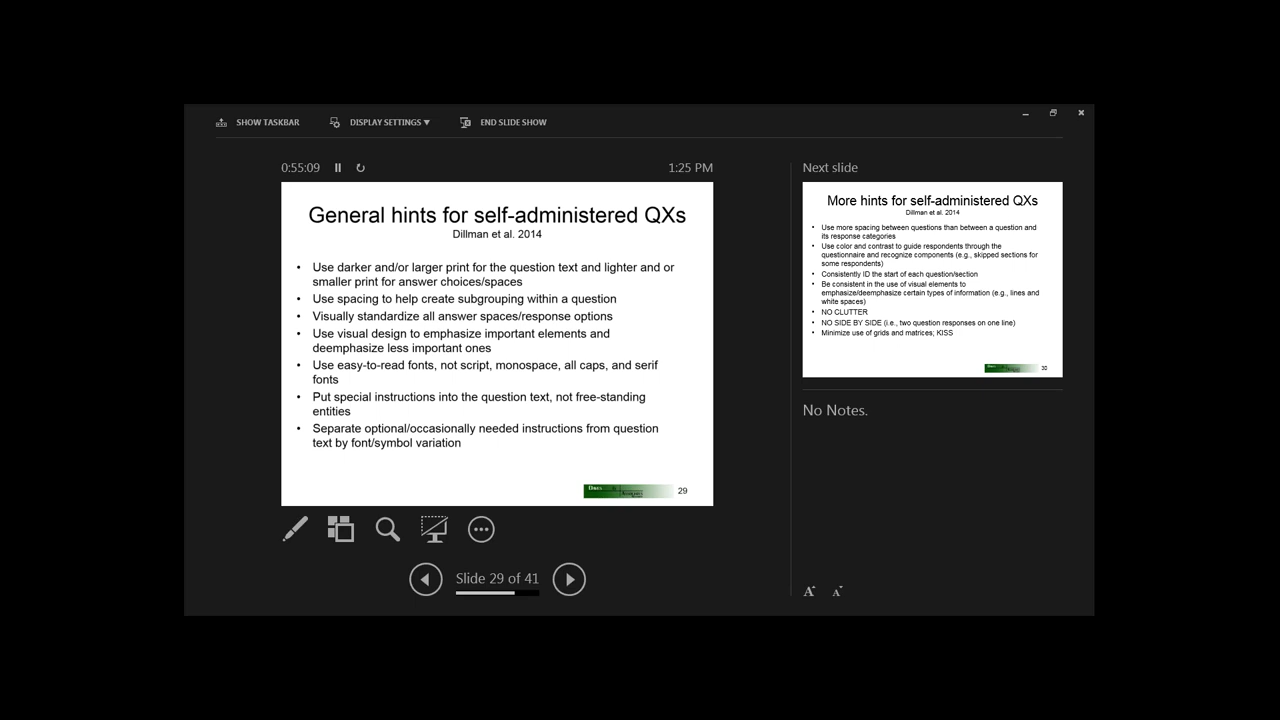 SHOW TASKBAR
DISPLAY SETTINGS ▼
END SLIDE SHOW
0:55:09
1:25 PM
General hints for self-administered QXs
Dillman et al. 2014
• Use darker and/or larger print for the question text and lighter and or
smaller print for answer choices/spaces
• Use spacing to help create subgrouping within a question
• Visually standardize all answer spaces/response options
• Use visual design to emphasize important elements and
deemphasize less important ones
• Use easy-to-read fonts, not script, monospace, all caps, and serif
fonts
• Put special instructions into the question text, not free-standing
entities
• Separate optional/occasionally needed instructions from question
text by font/symbol variation
29
Slide 29 of 41
Next slide
More hints for self-administered QXs
Dillman et al. 2014
• Use more spacing between questions than between a question and
its response categories
• Use color and contrast to guide respondents through the
questionnaire and recognize components (e.g., skipped sections for
some respondents)
• Consistently ID the start of each question/section
• Be consistent in the use of visual elements to
emphasize/deemphasize certain types of information (e.g., lines and
white spaces)
• NO CLUTTER
• NO SIDE BY SIDE (i.e., two question responses on one line)
• Minimize use of grids and matrices; KISS
30
No Notes.
A A